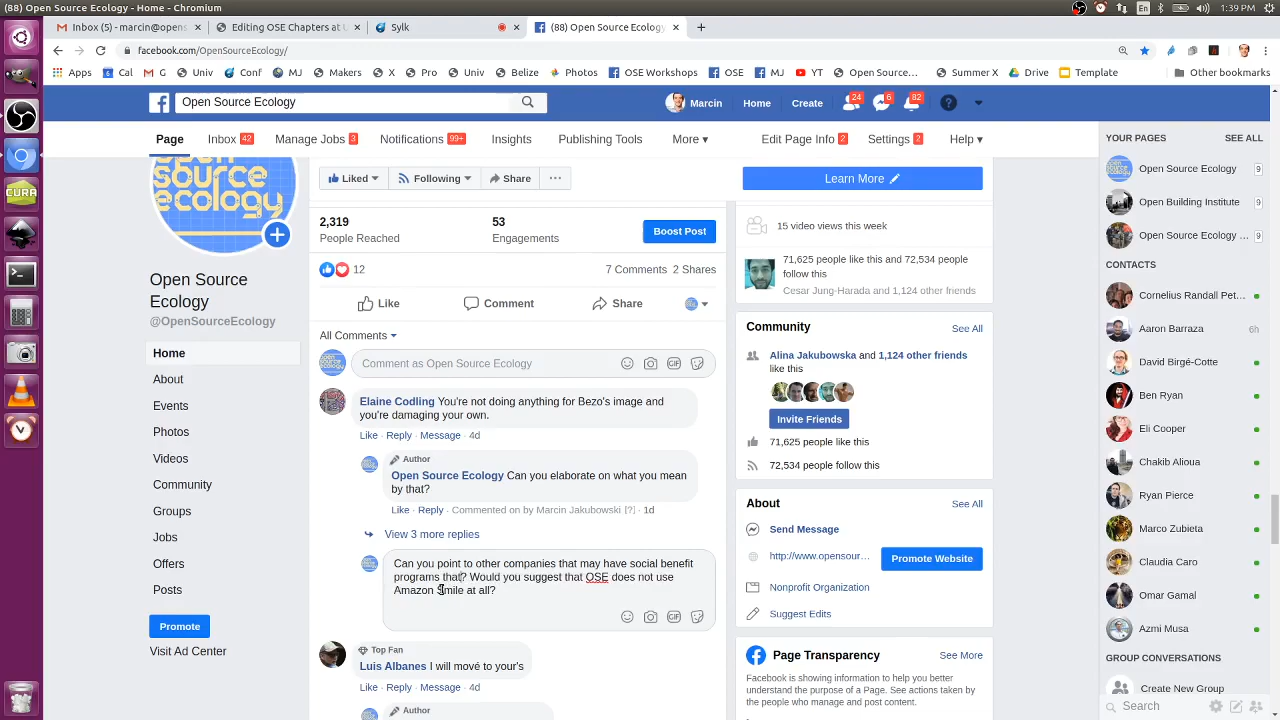 (88) Open Source Ecology - Home - Chromium
En
1:39 PM
Inbox (5) - marcin@opens
Editing OSE Chapters at U
Sylk
(88) Open Source Ecology
facebook.com/OpenSourceEcology/
Apps
Cal
G
Univ
Conf
MJ
Makers
X
Pro
Univ
Belize
Photos
OSE Workshops
OSE
MJ
YT
Open Source…
Summer X
Drive
Template
Other bookmarks
Open Source Ecology
Marcin
Home
Create
24
6
82
Page
Inbox 42
Manage Jobs 3
Notifications 99+
Insights
Publishing Tools
More
Edit Page Info 2
Settings 2
Help
open
source
ecology
Open Source
Ecology
@OpenSourceEcology
Home
About
Events
Photos
Videos
Community
Groups
Jobs
Offers
Posts
Promote
Visit Ad Center
Liked
Following
Share
2,319
People Reached
53
Engagements
Boost Post
12
7 Comments 2 Shares
Like
Comment
Share
All Comments
Comment as Open Source Ecology
GIF
Elaine Codling You're not doing anything for Bezo's image and
you're damaging your own.
Like · Reply · Message · 4d
Author
Open Source Ecology Can you elaborate on what you mean
by that?
Like · Reply · Commented on by Marcin Jakubowski [?] · 1d
View 3 more replies
Can you point to other companies that may have social benefit
programs that? Would you suggest that OSE does not use
Amazon Smile at all?
GIF
Top Fan
Luis Albanes I will mové to your's
Like · Reply · Message · 4d
Author
Learn More
15 video views this week
71,625 people like this and 72,534 people
follow this
Cesar Jung-Harada and 1,124 other friends
Community
See All
Alina Jakubowska and 1,124 other friends
like this
Invite Friends
71,625 people like this
72,534 people follow this
About
See All
Send Message
http://www.opensour…
Promote Website
Nonprofit Organization
Suggest Edits
Page Transparency
See More
Facebook is showing information to help you better
understand the purpose of a Page. See actions taken by
the people who manage and post content.
YOUR PAGES
SEE ALL
Open Source Ecology
9
Open Building Institute
9
Open Source Ecology …
9
CONTACTS
Cornelius Randall Pet…
Aaron Barraza
6h
David Birgé-Cotte
Ben Ryan
Eli Cooper
Chakib Alioua
Ryan Pierce
Marco Zubieta
Claudia Caro
Omar Gamal
Azmi Musa
GROUP CONVERSATIONS
Create New Group
Search
CURA